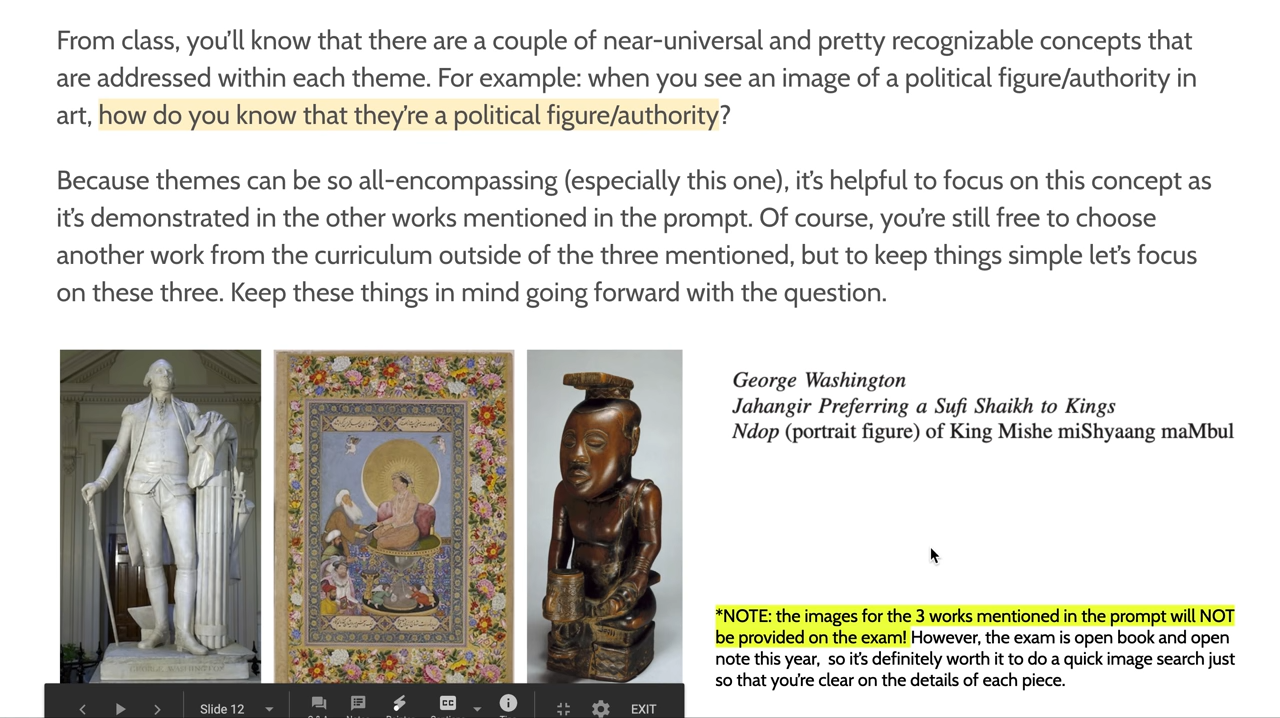 From class, you’ll know that there are a couple of near-universal and pretty recognizable concepts that
are addressed within each theme. For example: when you see an image of a political figure/authority in
art, how do you know that they’re a political figure/authority?
Because themes can be so all-encompassing (especially this one), it’s helpful to focus on this concept as
it’s demonstrated in the other works mentioned in the prompt. Of course, you’re still free to choose
another work from the curriculum outside of the three mentioned, but to keep things simple let’s focus
on these three. Keep these things in mind going forward with the question.
George Washington
Jahangir Preferring a Sufi Shaikh to Kings
Ndop (portrait figure) of King Mishe miShyaang maMbul
*NOTE: the images for the 3 works mentioned in the prompt will NOT
be provided on the exam! However, the exam is open book and open
note this year, so it’s definitely worth it to do a quick image search just
so that you’re clear on the details of each piece.
GEORGE WASHINGTON
Slide 12
CC
EXIT